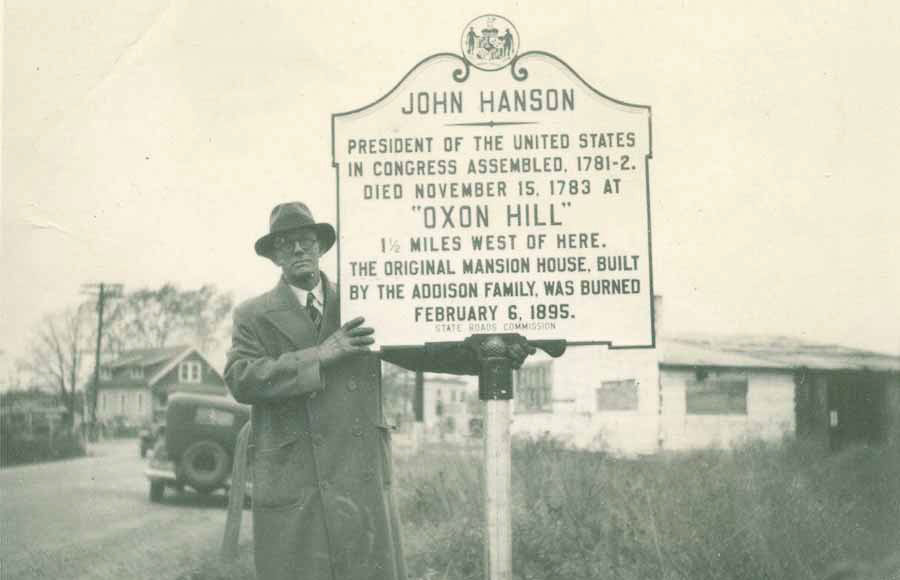 JOHN HANSON
PRESIDENT OF THE UNITED STATES
IN CONGRESS ASSEMBLED, 1781-2.
DIED NOVEMBER 15, 1783 AT
"OXON HILL"
1½ MILES WEST OF HERE.
THE ORIGINAL MANSION HOUSE, BUILT
BY THE ADDISON FAMILY, WAS BURNED
FEBRUARY 6, 1895.
STATE ROADS COMMISSION